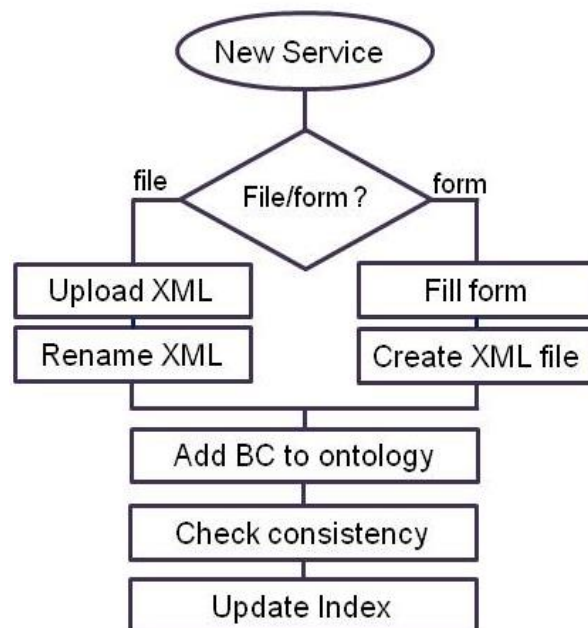 New Service
file
File/form ?
form
Upload XML
Fill form
Rename XML
Create XML file
Add BC to ontology
Check consistency
Update Index